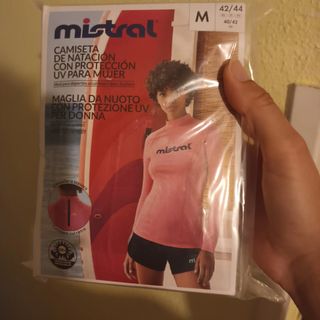 mistral
M
42/44
40/42
CAMISETA
DE NATACIÓN
CON PROTECCIÓN
UV PARA MUJER
MAGLIA DA NUOTO
CON PROTEZIONE UV
PER DONNA
mistral